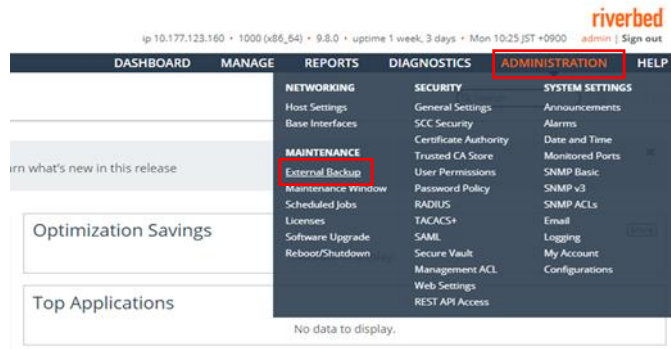 riverbed
ip 10.177.123.160 • 1000 (x86_64) • 9.8.0 • uptime 1 week, 3 days • Mon 10:25 JST +0900 admin | Sign out
DASHBOARD MANAGE REPORTS DIAGNOSTICS ADMINISTRATION HELP
NETWORKING
Host Settings
Base Interfaces
MAINTENANCE
External Backup
Maintenance Window
Scheduled Jobs
Licenses
Software Upgrade
Reboot/Shutdown
SECURITY
General Settings
SCC Security
Certificate Authority
Trusted CA Store
User Permissions
Password Policy
RADIUS
TACACS+
SAML
Secure Vault
Management ACL
Web Settings
REST API Access
SYSTEM SETTINGS
Announcements
Alarms
Date and Time
Monitored Ports
SNMP Basic
SNMP v3
SNMP ACLs
Email
Logging
My Account
Configurations
arn what's new in this release
Optimization Savings
Top Applications
No data to display.